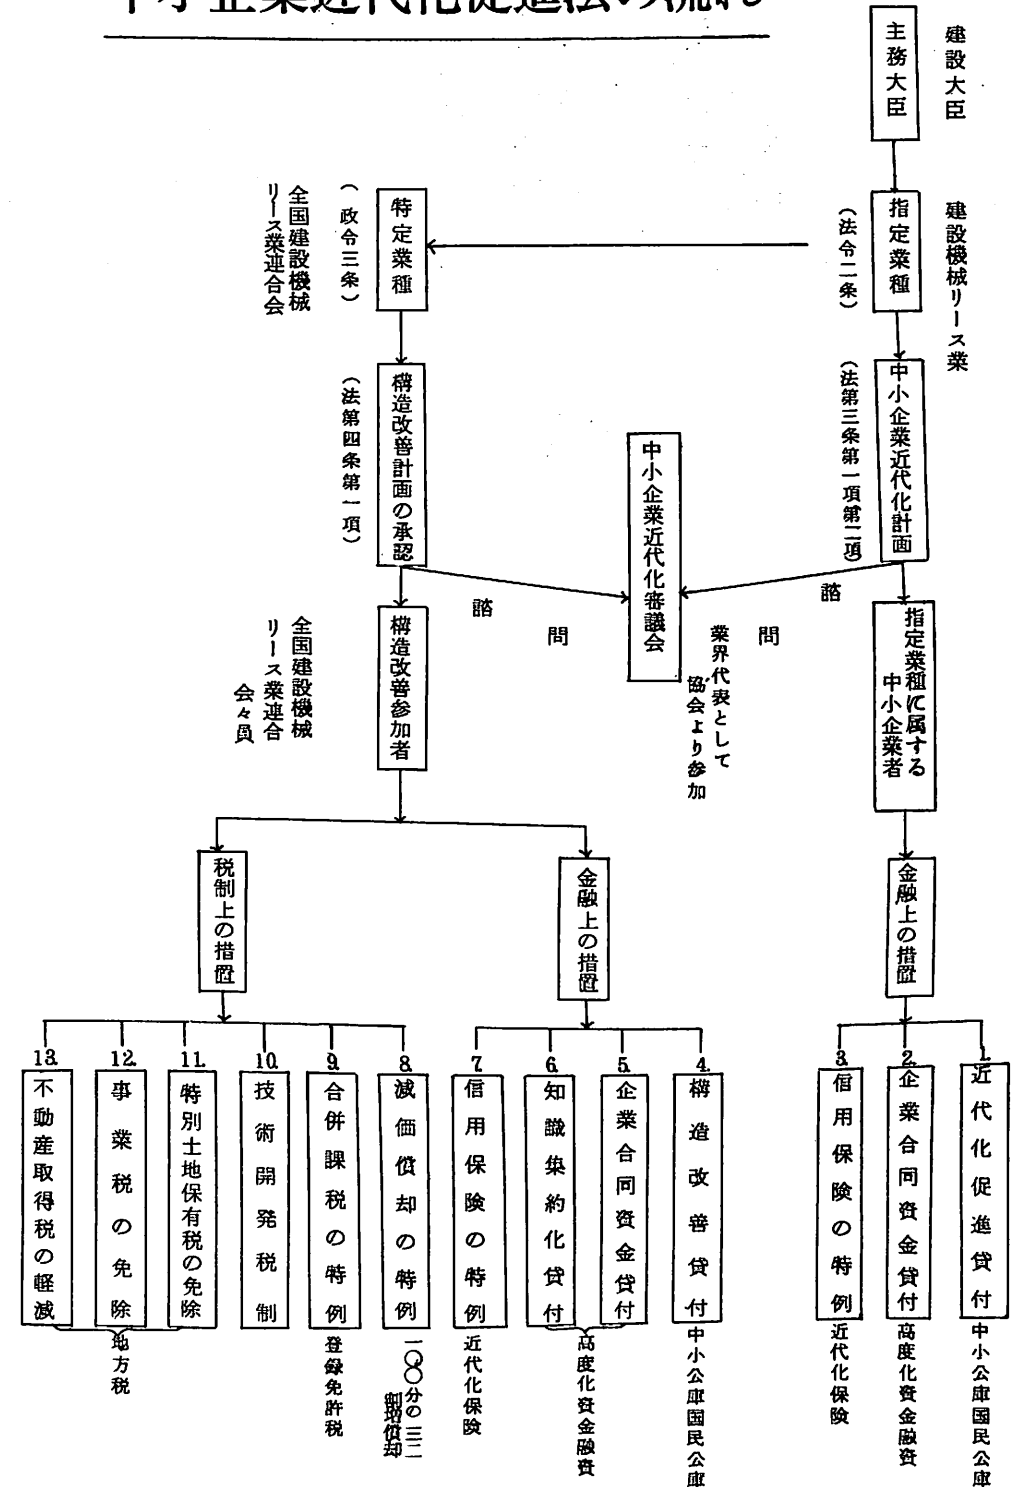 中小企業近代化促進法の流れ
建設大臣
主務大臣
建設機械リース業
指定業種
(法令二条)
特定業種
(政令三条)
全国建設機械
リース業連合会
中小企業近代化計画
(法第三条第一項第二項)
構造改善計画の承認
(法第四条第一項)
中小企業近代化審議会
諮問
諮問
業界代表として
協会より参加
指定業種に属する
中小企業者
構造改善参加者
全国建設機械
リース業連合
会々員
金融上の措置
金融上の措置
税制上の措置
1.
近代化促進貸付
中小公庫国民公庫
2.
企業合同資金貸付
高度化資金融資
3.
信用保険の特例
近代化保険
4.
構造改善貸付
中小公庫国民公庫
5.
企業合同資金貸付
6.
知識集約化貸付
高度化資金融資
7.
信用保険の特例
近代化保険
8.
減価償却の特例
一〇〇分の三二
割増償却
9.
合併課税の特例
登録免許税
10.
技術開発税制
11.
特別土地保有税の免除
12.
事業税の免除
13.
不動産取得税の軽減
地方税